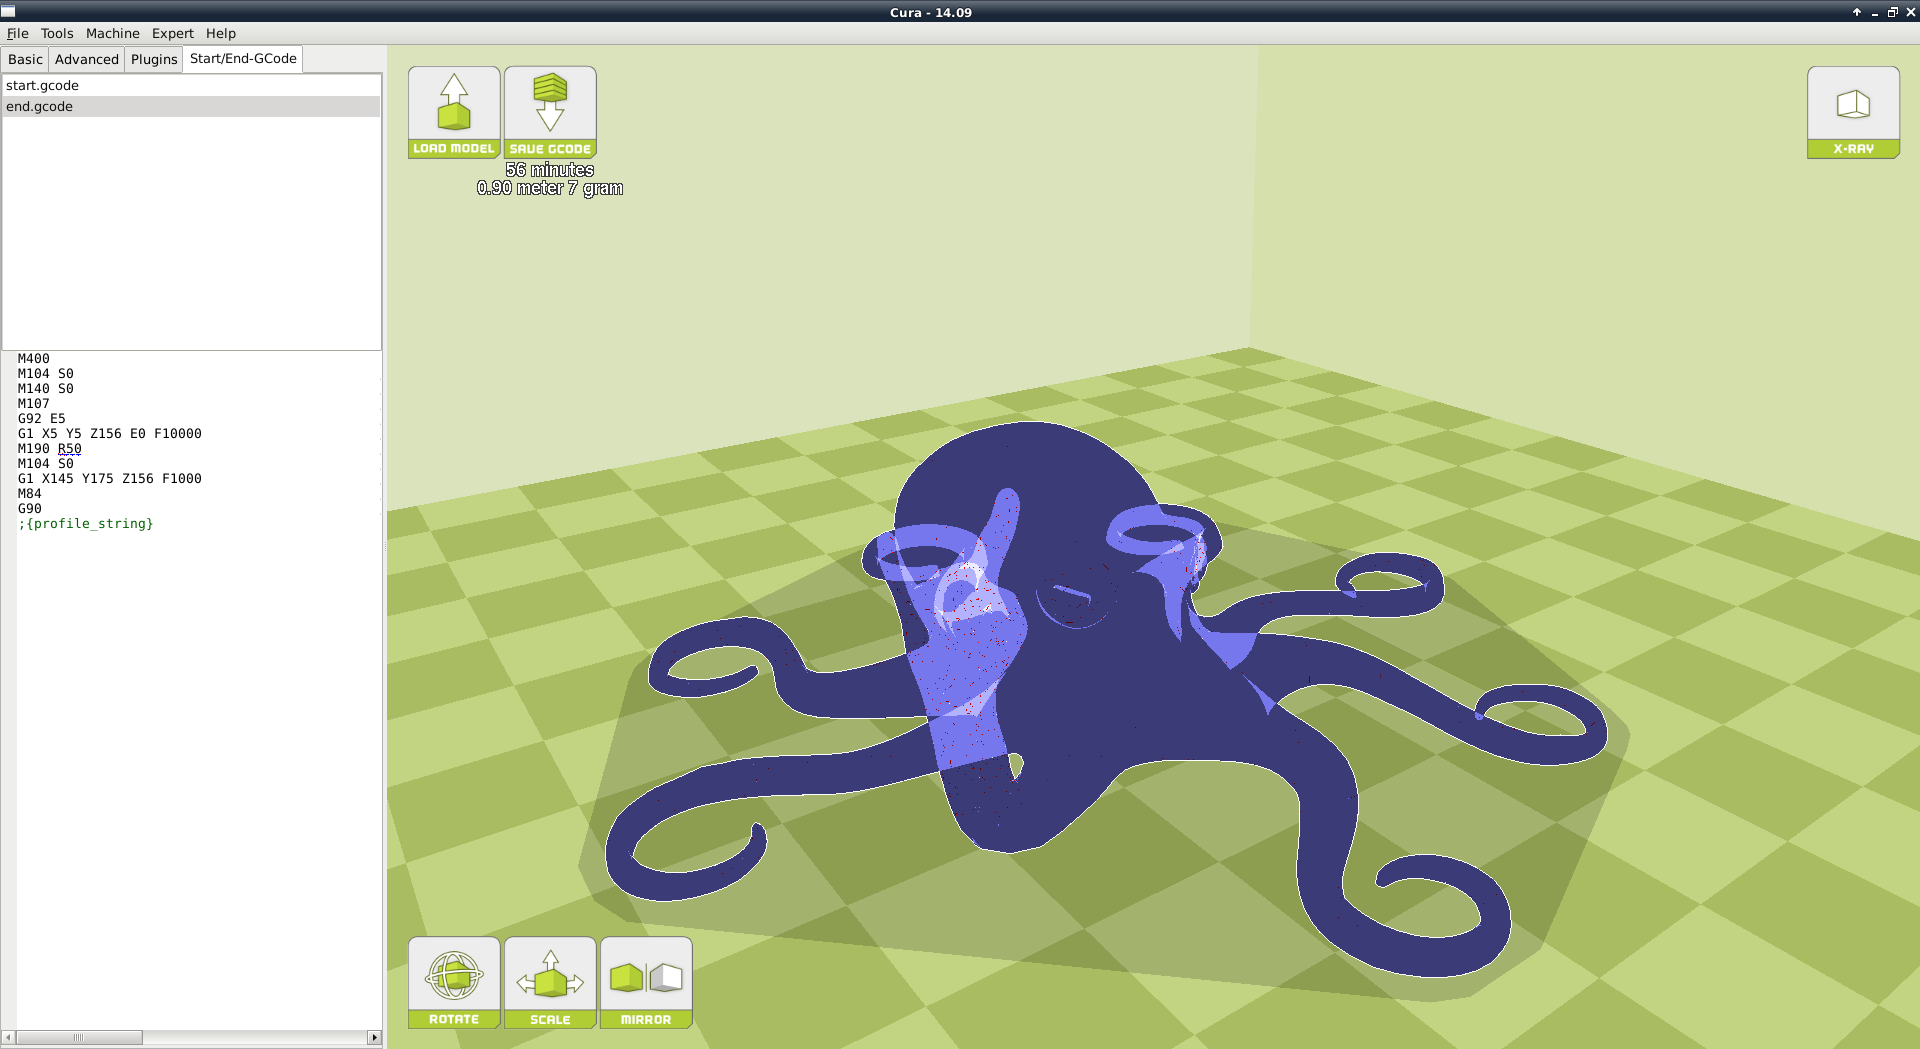 Cura - 14.09
File Tools Machine Expert Help
Basic Advanced Plugins Start/End-GCode
start.gcode
end.gcode
M400
M104 S0
M140 S0
M107
G92 E5
G1 X5 Y5 Z156 E0 F10000
M190 R50
M104 S0
G1 X145 Y175 Z156 F1000
M84
G90
;{profile_string}
LOAD MODEL
SAVE GCODE
56 minutes
0.90 meter 7 gram
X-RAY
ROTATE
SCALE
MIRROR